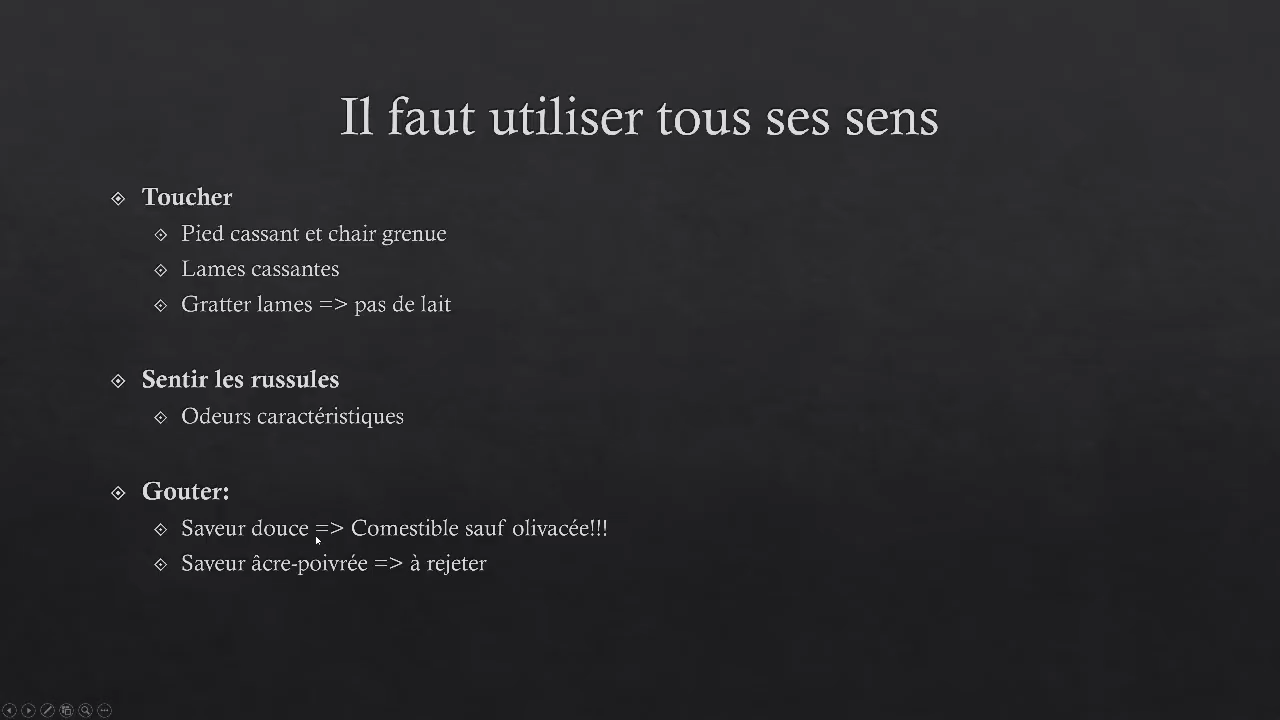 Il faut utiliser tous ses sens
Toucher
Pied cassant et chair grenue
Lames cassantes
Gratter lames => pas de lait
Sentir les russules
Odeurs caractéristiques
Gouter:
Saveur douce => Comestible sauf olivacée!!!
Saveur âcre-poivrée => à rejeter